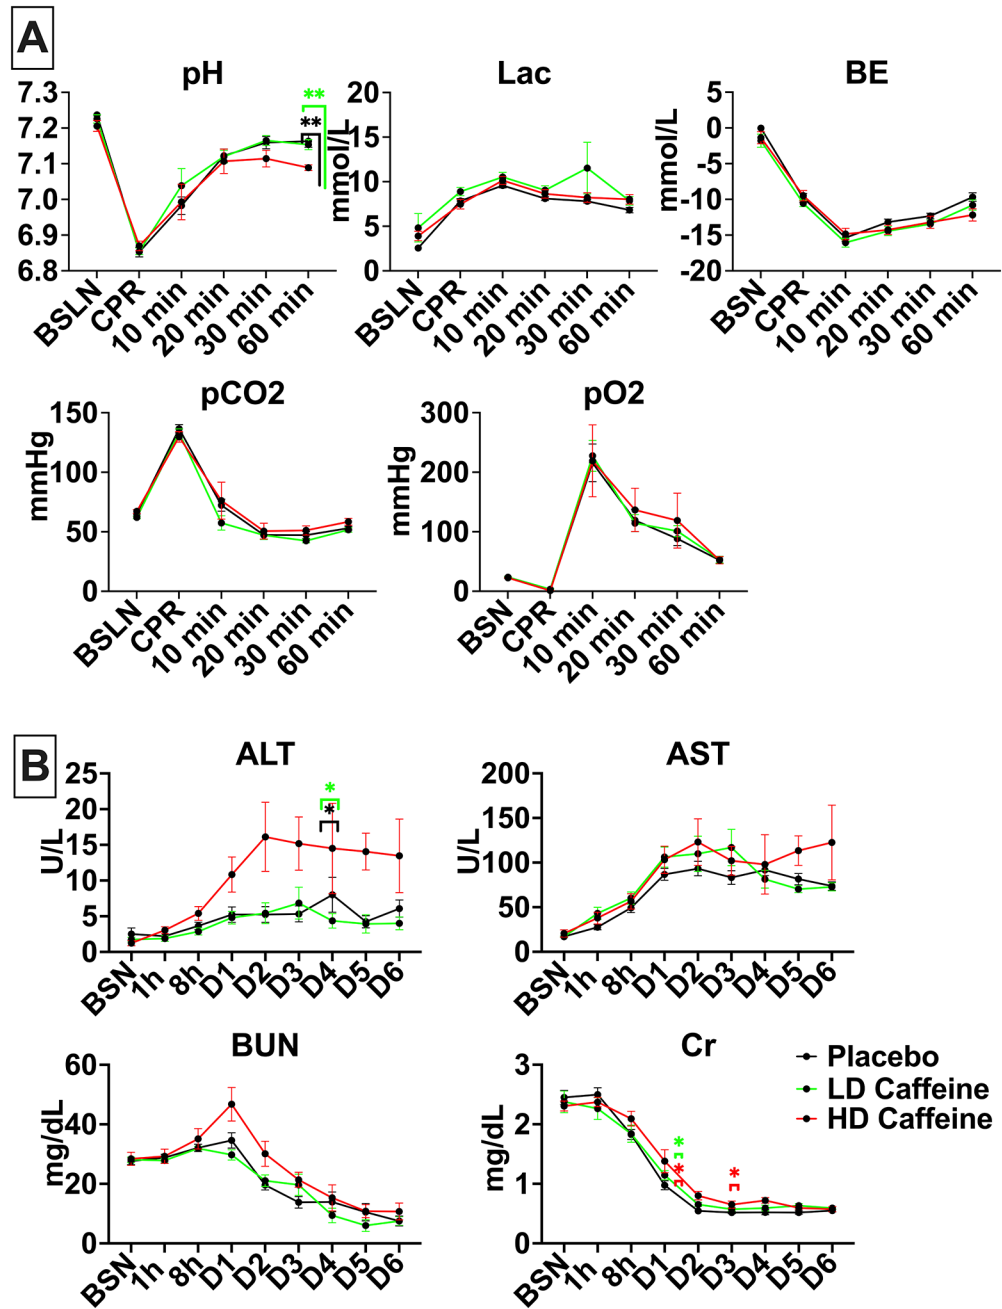 A
pH
Lac
BE
7.3
7.2
7.1
7.0
6.9
6.8
**
**
BSLN
CPR
10 min
20 min
30 min
60 min
mmol/L
20
15
10
5
0
BSLN
CPR
10 min
20 min
30 min
60 min
mmol/L
5
0
-5
-10
-15
-20
BSN
CPR
10 min
20 min
30 min
60 min
pCO2
pO2
mmHg
150
100
50
0
BSLN
CPR
10 min
20 min
30 min
60 min
mmHg
300
200
100
0
BSN
CPR
10 min
20 min
30 min
60 min
B
ALT
AST
U/L
25
20
15
10
5
0
*
*
BSN
1h
8h
D1
D2
D3
D4
D5
D6
U/L
200
150
100
50
0
BSN
1h
8h
D1
D2
D3
D4
D5
D6
BUN
Cr
mg/dL
60
40
20
0
BSN
1h
8h
D1
D2
D3
D4
D5
D6
mg/dL
3
2
1
0
*
*
*
BSN
1h
8h
D1
D2
D3
D4
D5
D6
Placebo
LD Caffeine
HD Caffeine